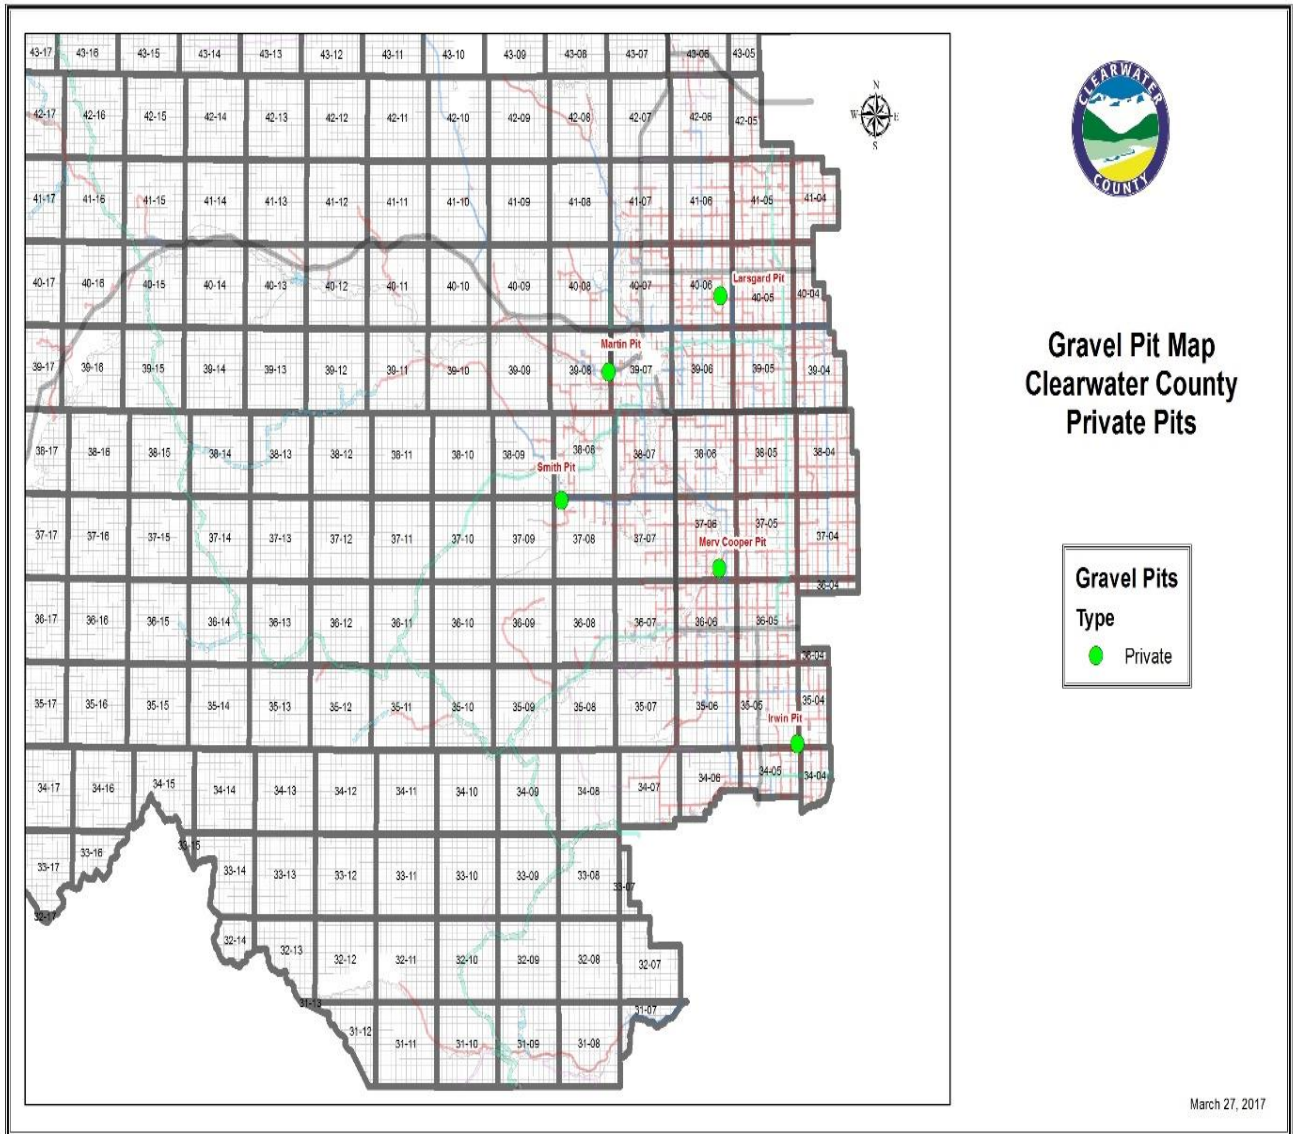 43-17 43-16 43-15 43-14 43-13 43-12 43-11 43-10 43-09 43-08 43-07 43-06 43-05
42-17 42-16 42-15 42-14 42-13 42-12 42-11 42-10 42-09 42-08 42-07 42-06 42-05
N
W E
S
CLEARWATER
COUNTY
41-17 41-16 41-15 41-14 41-13 41-12 41-11 41-10 41-09 41-08 41-07 41-06 41-05 41-04
Larsgard Pit
40-17 40-16 40-15 40-14 40-13 40-12 40-11 40-10 40-09 40-08 40-07 40-06 40-05 40-04
Martin Pit
39-17 39-16 39-15 39-14 39-13 39-12 39-11 39-10 39-09 39-08 39-07 39-06 39-05 39-04
Gravel Pit Map
Clearwater County
Private Pits
38-17 38-16 38-15 38-14 38-13 38-12 38-11 38-10 38-09 38-08 38-07 38-06 38-05 38-04
Smith Pit
37-17 37-16 37-15 37-14 37-13 37-12 37-11 37-10 37-09 37-08 37-07 37-06 37-05 37-04
Merv Cooper Pit
36-04
Gravel Pits
Type
Private
36-17 36-16 36-15 36-14 36-13 36-12 36-11 36-10 36-09 36-08 36-07 36-06 36-05
36-04
35-17 35-16 35-15 35-14 35-13 35-12 35-11 35-10 35-09 35-08 35-07 35-06 35-05 35-04
Irwin Pit
34-17 34-16 34-15 34-14 34-13 34-12 34-11 34-10 34-09 34-08 34-07 34-06 34-05 34-04
33-17 33-16 33-15 33-14 33-13 33-12 33-11 33-10 33-09 33-08 33-07
32-17 32-14 32-13 32-12 32-11 32-10 32-09 32-08 32-07
31-13 31-12 31-11 31-10 31-09 31-08 31-07
March 27, 2017